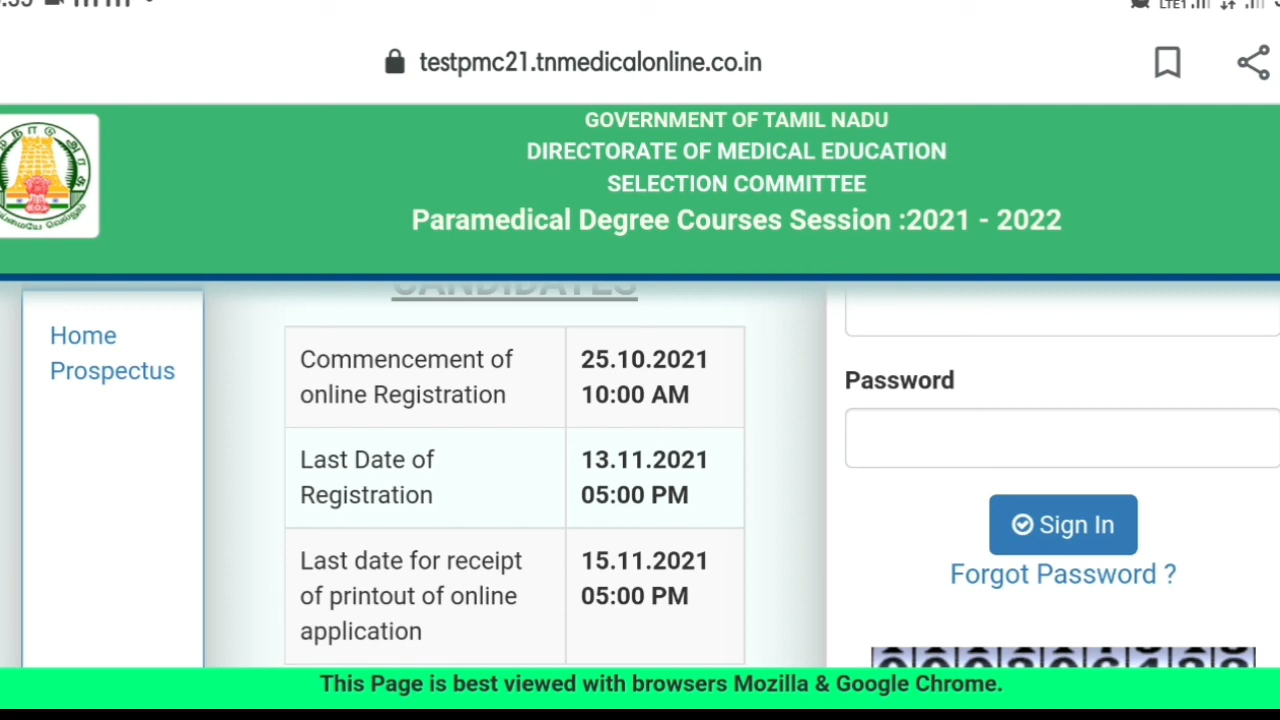 LTE1
testpmc21.tnmedicalonline.co.in
GOVERNMENT OF TAMIL NADU
DIRECTORATE OF MEDICAL EDUCATION
SELECTION COMMITTEE
Paramedical Degree Courses Session :2021 - 2022
CANDIDATES
Home
Prospectus
Commencement of
online Registration
25.10.2021
10:00 AM
Last Date of
Registration
13.11.2021
05:00 PM
Last date for receipt
of printout of online
application
15.11.2021
05:00 PM
Password
Sign In
Forgot Password ?
This Page is best viewed with browsers Mozilla & Google Chrome.